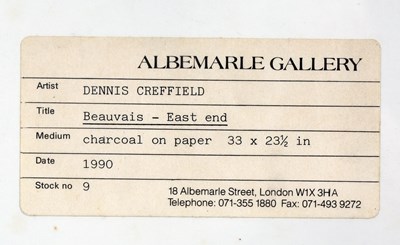 ALBEMARLE GALLERY
Artist DENNIS CREFFIELD
Title Beauvais - East end
Medium charcoal on paper 33 x 23½ in
Date 1990
Stock no 9
18 Albemarle Street, London W1X 3HA
Telephone: 071-355 1880 Fax: 071-493 9272